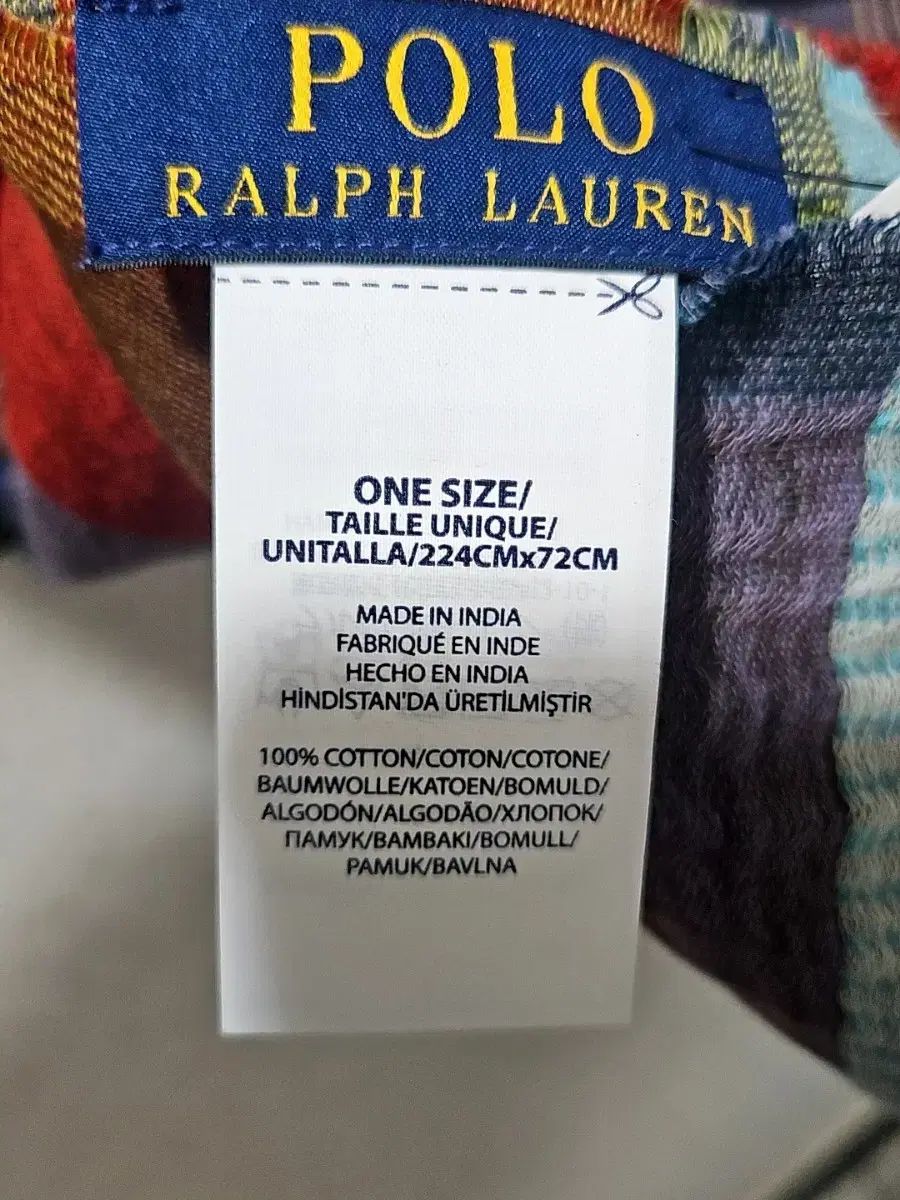 POLO
RALPH LAUREN
ONE SIZE/
TAILLE UNIQUE/
UNITALLA/224CMx72CM
MADE IN INDIA
FABRIQUÉ EN INDE
HECHO EN INDIA
HİNDİSTAN'DA ÜRETİLMİŞTİR
100% COTTON/COTON/COTONE/
BAUMWOLLE/KATOEN/BOMULD/
ALGODÓN/ALGODÃO/ХЛОПОК/
ПАМУК/BAMBAKI/BOMULL/
PAMUK/BAVLNA